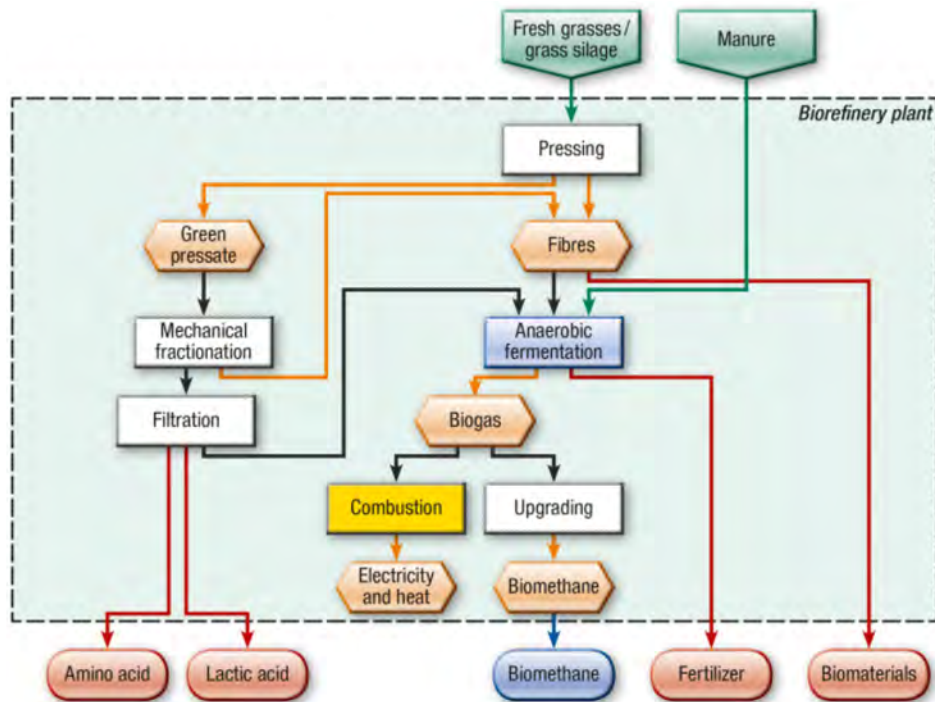 Fresh grasses/
grass silage
Manure
Biorefinery plant
Pressing
Green
pressate
Fibres
Mechanical
fractionation
Anaerobic
fermentation
Filtration
Biogas
Combustion
Upgrading
Electricity
and heat
Biomethane
Amino acid
Lactic acid
Biomethane
Fertilizer
Biomaterials